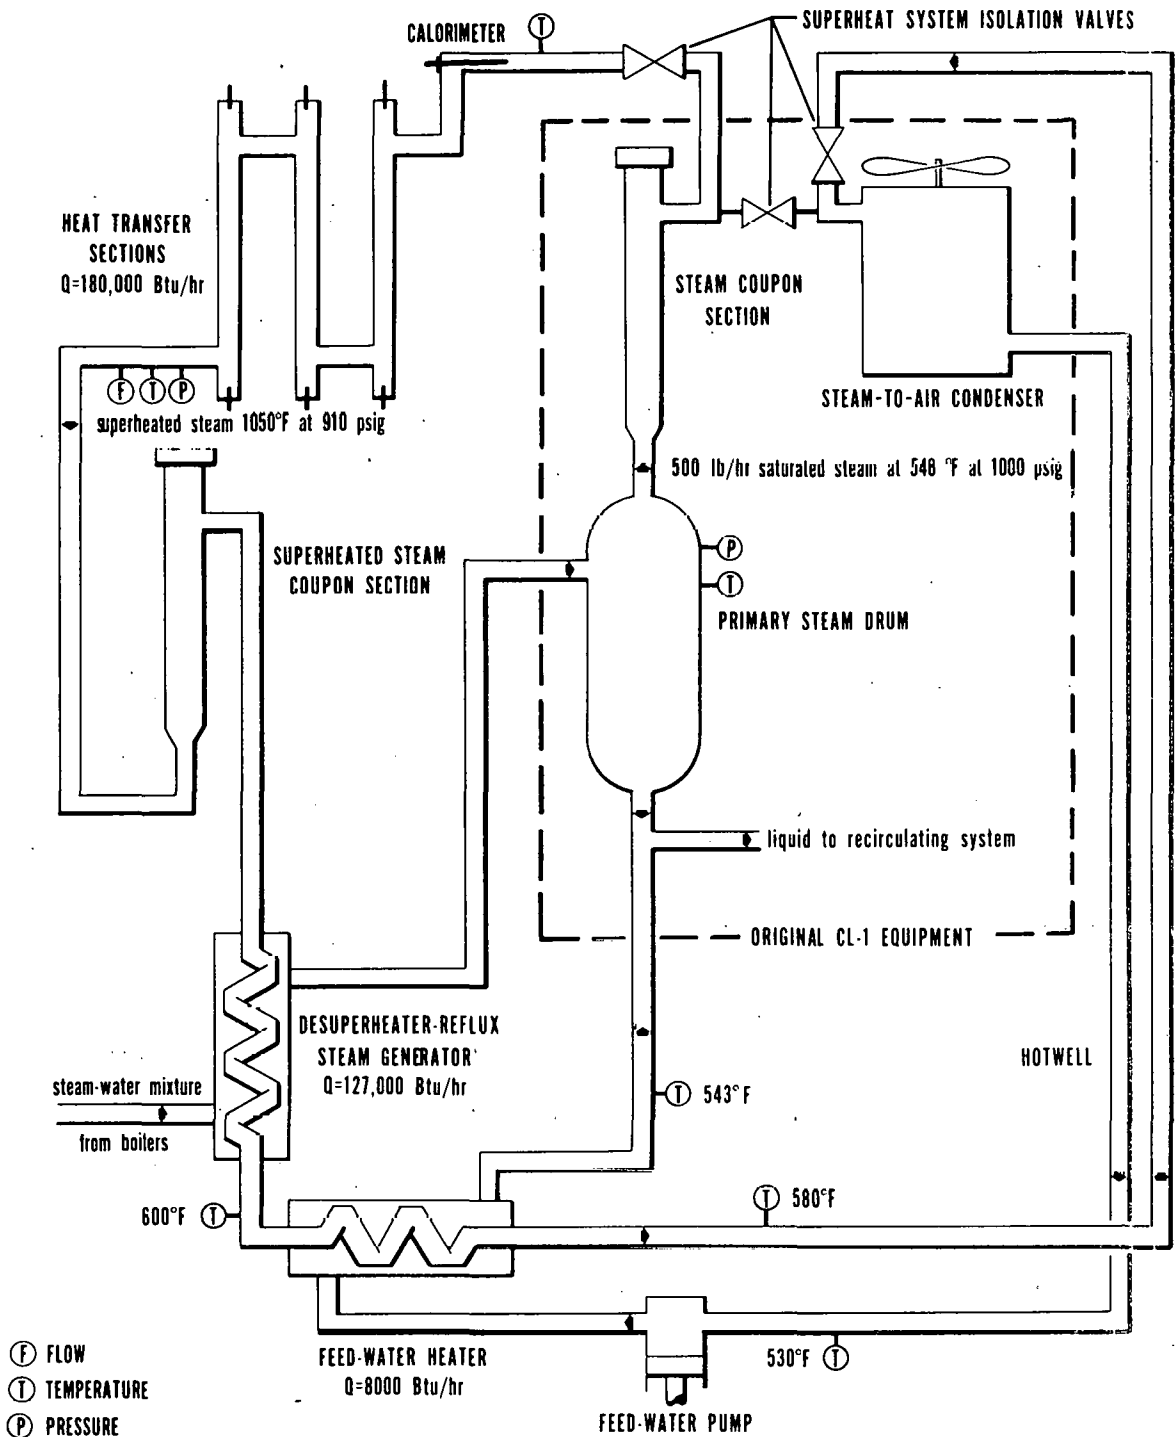 SUPERHEAT SYSTEM ISOLATION VALVES
CALORIMETER
T
HEAT TRANSFER
SECTIONS
Q=180,000 Btu/hr
STEAM COUPON
SECTION
STEAM-TO-AIR CONDENSER
F T P
superheated steam 1050°F at 910 psig
500 lb/hr saturated steam at 548 °F at 1000 psig
SUPERHEATED STEAM
COUPON SECTION
P
T
PRIMARY STEAM DRUM
liquid to recirculating system
ORIGINAL CL-1 EQUIPMENT
DESUPERHEATER-REFLUX
STEAM GENERATOR
Q=127,000 Btu/hr
HOTWELL
steam-water mixture
from boilers
T 543°F
600°F T
T 580°F
530°F T
FEED-WATER HEATER
Q=8000 Btu/hr
FEED-WATER PUMP
F FLOW
T TEMPERATURE
P PRESSURE